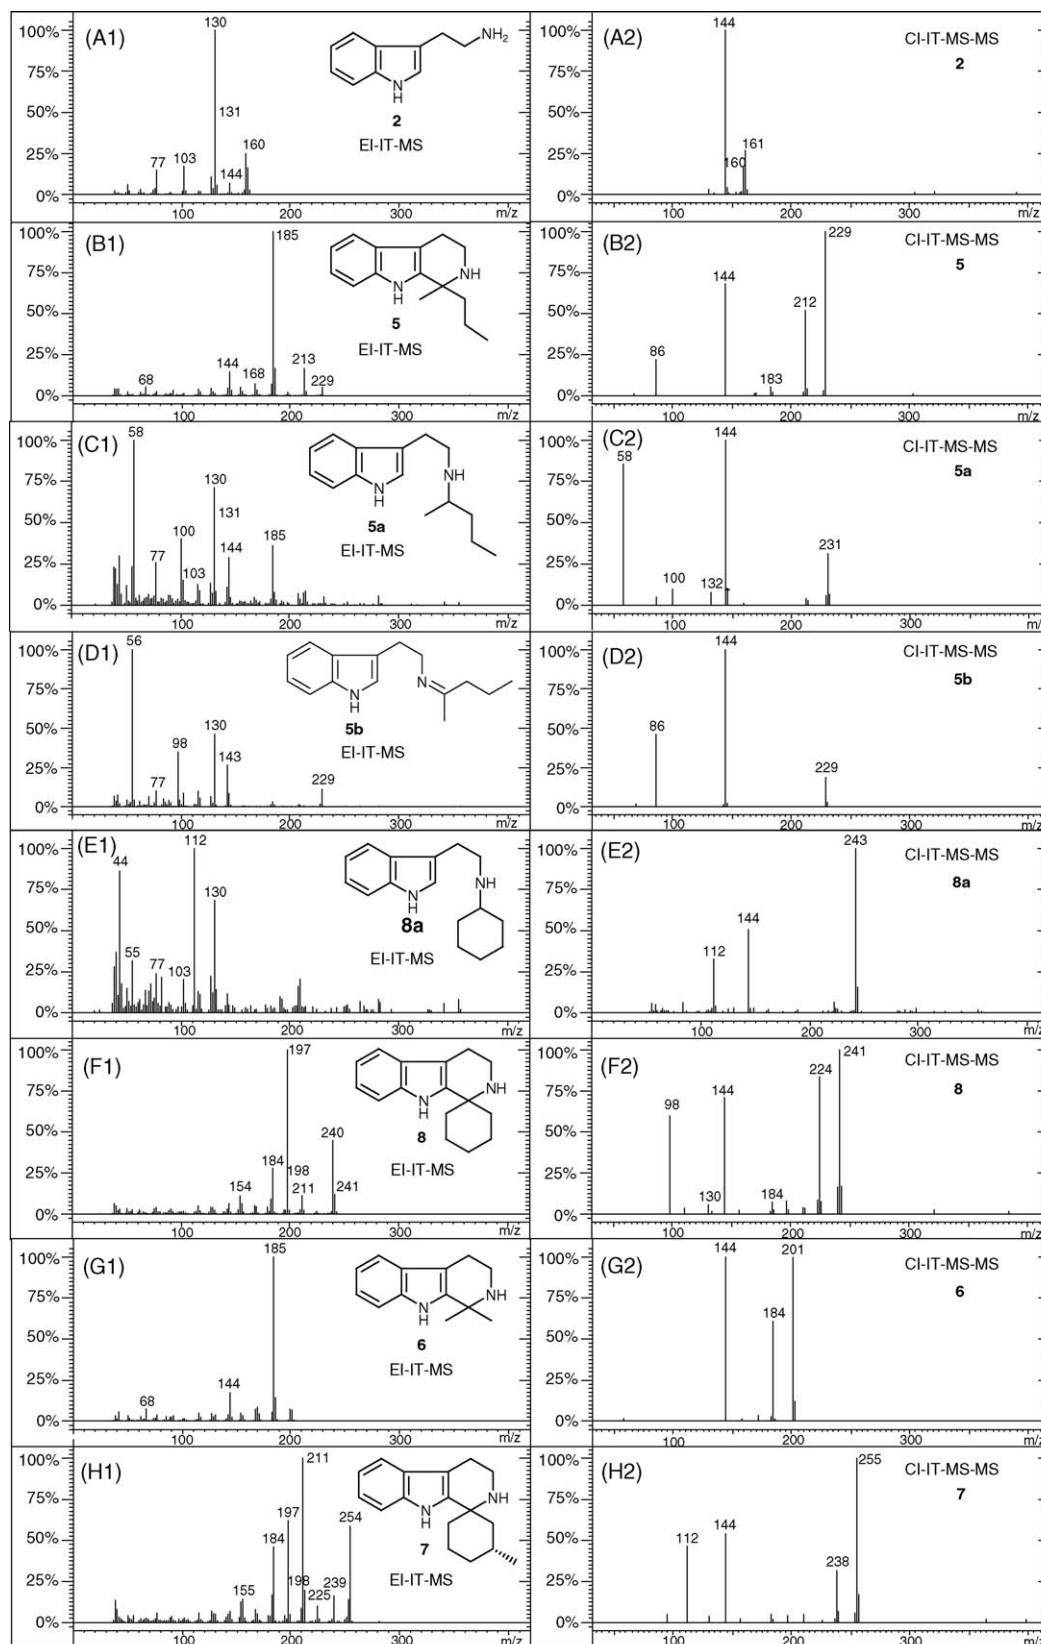 (A1)
130
131
160
77
103
144
NH₂
N
H
2
EI-IT-MS
100%
75%
50%
25%
0%
100
200
300
m/z
(A2)
144
160
161
CI-IT-MS-MS
2
100%
75%
50%
25%
0%
100
200
300
m/z
(B1)
185
144
168
213
229
68
NH
N
H
5
EI-IT-MS
100%
75%
50%
25%
0%
100
200
300
m/z
(B2)
229
212
144
86
183
CI-IT-MS-MS
5
100%
75%
50%
25%
0%
100
200
300
m/z
(C1)
58
130
131
100
185
144
77
103
NH
N
H
5a
EI-IT-MS
100%
75%
50%
25%
0%
100
200
300
m/z
(C2)
144
58
231
100
132
CI-IT-MS-MS
5a
100%
75%
50%
25%
0%
100
200
300
m/z
(D1)
56
130
98
143
77
229
N
N
H
5b
EI-IT-MS
100%
75%
50%
25%
0%
100
200
300
m/z
(D2)
144
86
229
CI-IT-MS-MS
5b
100%
75%
50%
25%
0%
100
200
300
m/z
(E1)
112
44
130
55
77
103
NH
N
H
8a
EI-IT-MS
100%
75%
50%
25%
0%
100
200
300
m/z
(E2)
243
144
112
CI-IT-MS-MS
8a
100%
75%
50%
25%
0%
100
200
300
m/z
(F1)
197
240
184
198
154
211
241
NH
N
H
8
EI-IT-MS
100%
75%
50%
25%
0%
100
200
300
m/z
(F2)
241
224
144
98
130
184
CI-IT-MS-MS
8
100%
75%
50%
25%
0%
100
200
300
m/z
(G1)
185
144
68
NH
N
H
6
EI-IT-MS
100%
75%
50%
25%
0%
100
200
300
m/z
(G2)
144
201
184
CI-IT-MS-MS
6
100%
75%
50%
25%
0%
100
200
300
m/z
(H1)
211
197
254
184
155
198
239
225
NH
N
H
7
EI-IT-MS
100%
75%
50%
25%
0%
100
200
300
m/z
(H2)
255
144
112
238
CI-IT-MS-MS
7
100%
75%
50%
25%
0%
100
200
300
m/z